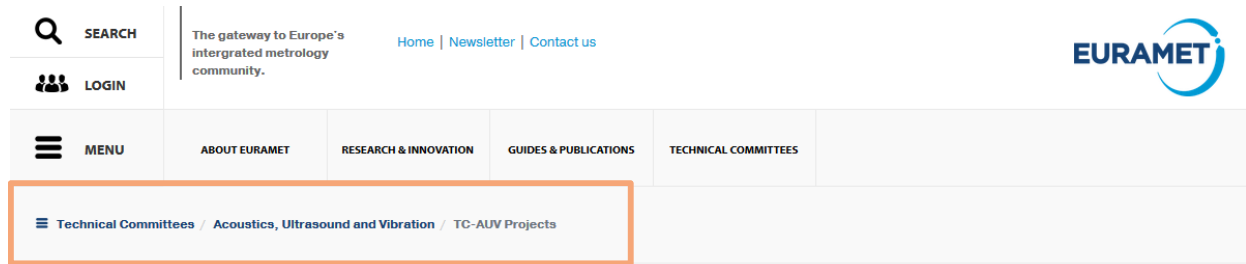 SEARCH
LOGIN
The gateway to Europe's
intergrated metrology
community.
Home | Newsletter | Contact us
EURAMET
MENU
ABOUT EURAMET
RESEARCH & INNOVATION
GUIDES & PUBLICATIONS
TECHNICAL COMMITTEES
Technical Committees / Acoustics, Ultrasound and Vibration / TC-AUV Projects